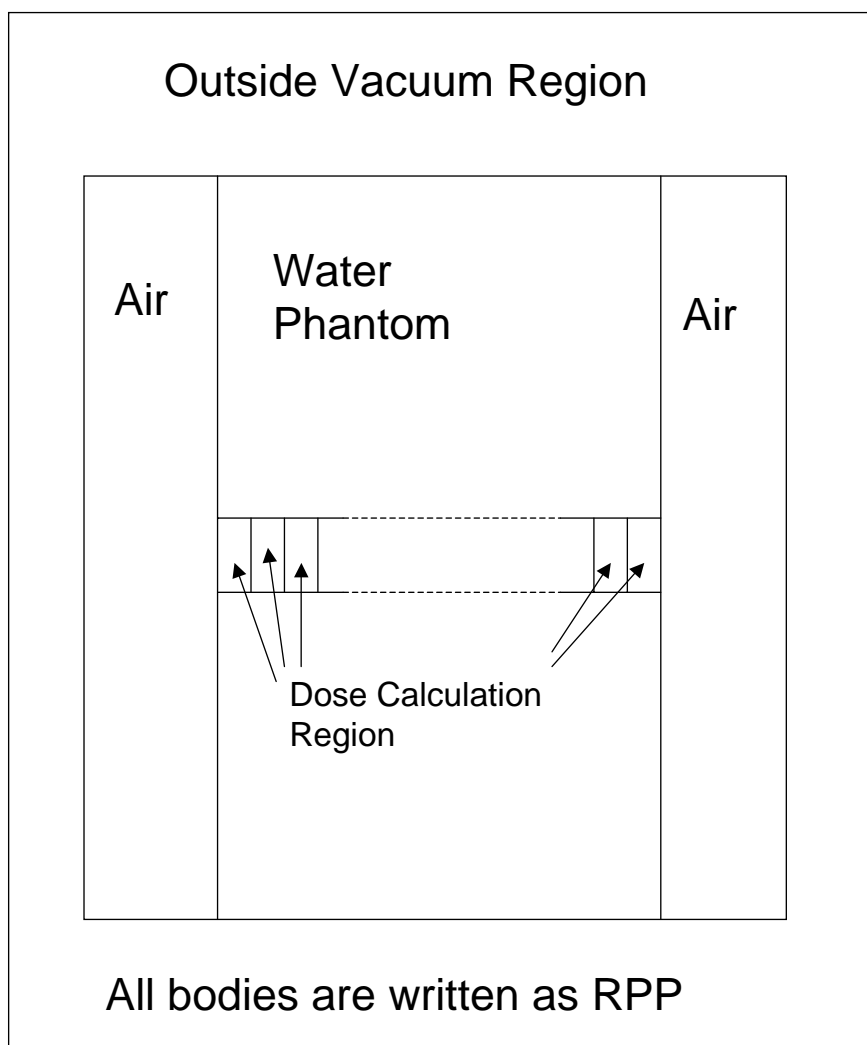 Outside Vacuum Region
Water
Phantom
Air
Air
Dose Calculation
Region
All bodies are written as RPP